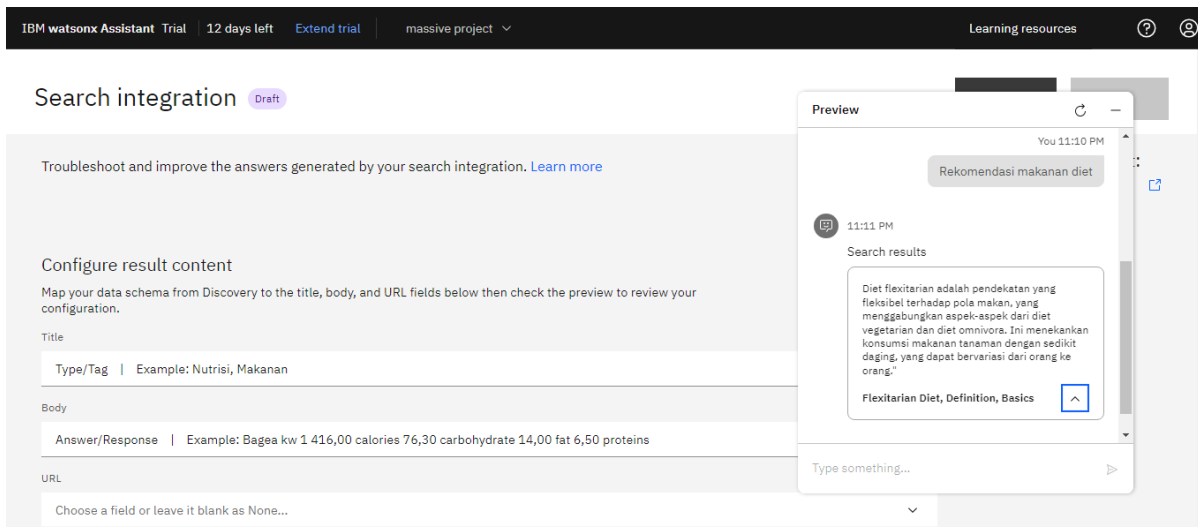 IBM watsonx Assistant Trial 12 days left Extend trial massive project Learning resources
Search integration Draft
Troubleshoot and improve the answers generated by your search integration. Learn more
Configure result content
Map your data schema from Discovery to the title, body, and URL fields below then check the preview to review your
configuration.
Title
Type/Tag | Example: Nutrisi, Makanan
Body
Answer/Response | Example: Bagea kw 1 416,00 calories 76,30 carbohydrate 14,00 fat 6,50 proteins
URL
Choose a field or leave it blank as None...
Preview
You 11:10 PM
Rekomendasi makanan diet
11:11 PM
Search results
Diet flexitarian adalah pendekatan yang
fleksibel terhadap pola makan, yang
menggabungkan aspek-aspek dari diet
vegetarian dan diet omnivora. Ini menekankan
konsumsi makanan tanaman dengan sedikit
daging, yang dapat bervariasi dari orang ke
orang."
Flexitarian Diet, Definition, Basics
Type something...